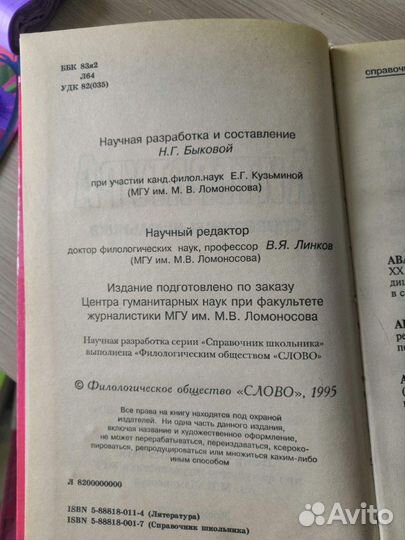 ББК 83я2
Л64
УДК 82(035)
справочн
Научная разработка и составление
Н.Г. Быковой
при участии канд.филол.наук Е.Г. Кузьминой
(МГУ им. М. В. Ломоносова)
Научный редактор
доктор филологических наук, профессор В.Я. Линков
(МГУ им. М. В. Ломоносова)
Издание подготовлено по заказу
Центра гуманитарных наук при факультете
журналистики МГУ им. М.В. Ломоносова
Научная разработка серии «Справочник школьника»
выполнена «Филологическим обществом «СЛОВО»
© Филологическое общество «СЛОВО», 1995
Все права на книгу находятся под охраной
издателей. Ни одна часть данного издания,
включая название и художественное оформление,
не может перерабатываться, переиздаваться, ксероко-
пироваться, репродуцироваться или множиться каким-либо
иным способом
Л 8200000000
ISBN 5-88818-011-4 (Литература)
ISBN 5-88818-001-7 (Справочник школьника)
Avito